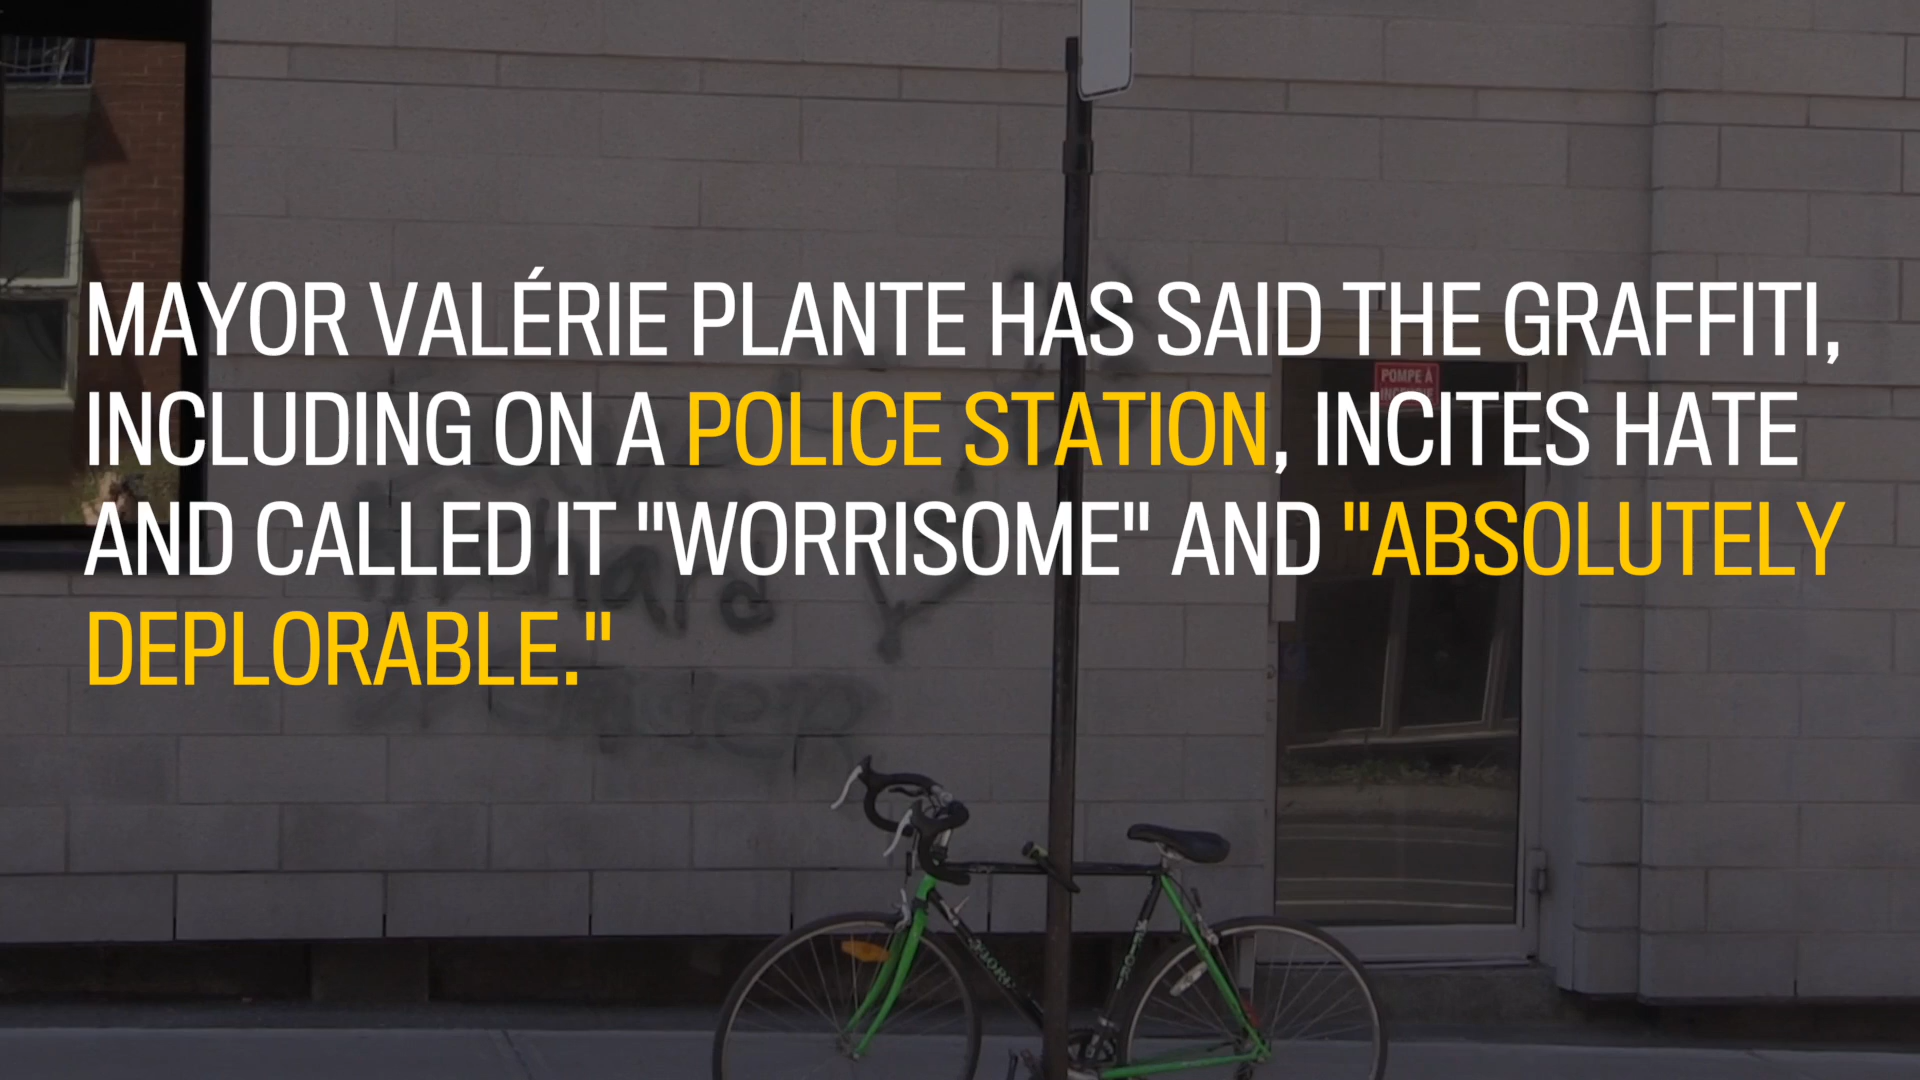 MAYOR VALÉRIE PLANTE HAS SAID THE GRAFFITI,
INCLUDING ON A POLICE STATION, INCITES HATE
AND CALLED IT "WORRISOME" AND "ABSOLUTELY
DEPLORABLE."
POMPE À
INCENDIE